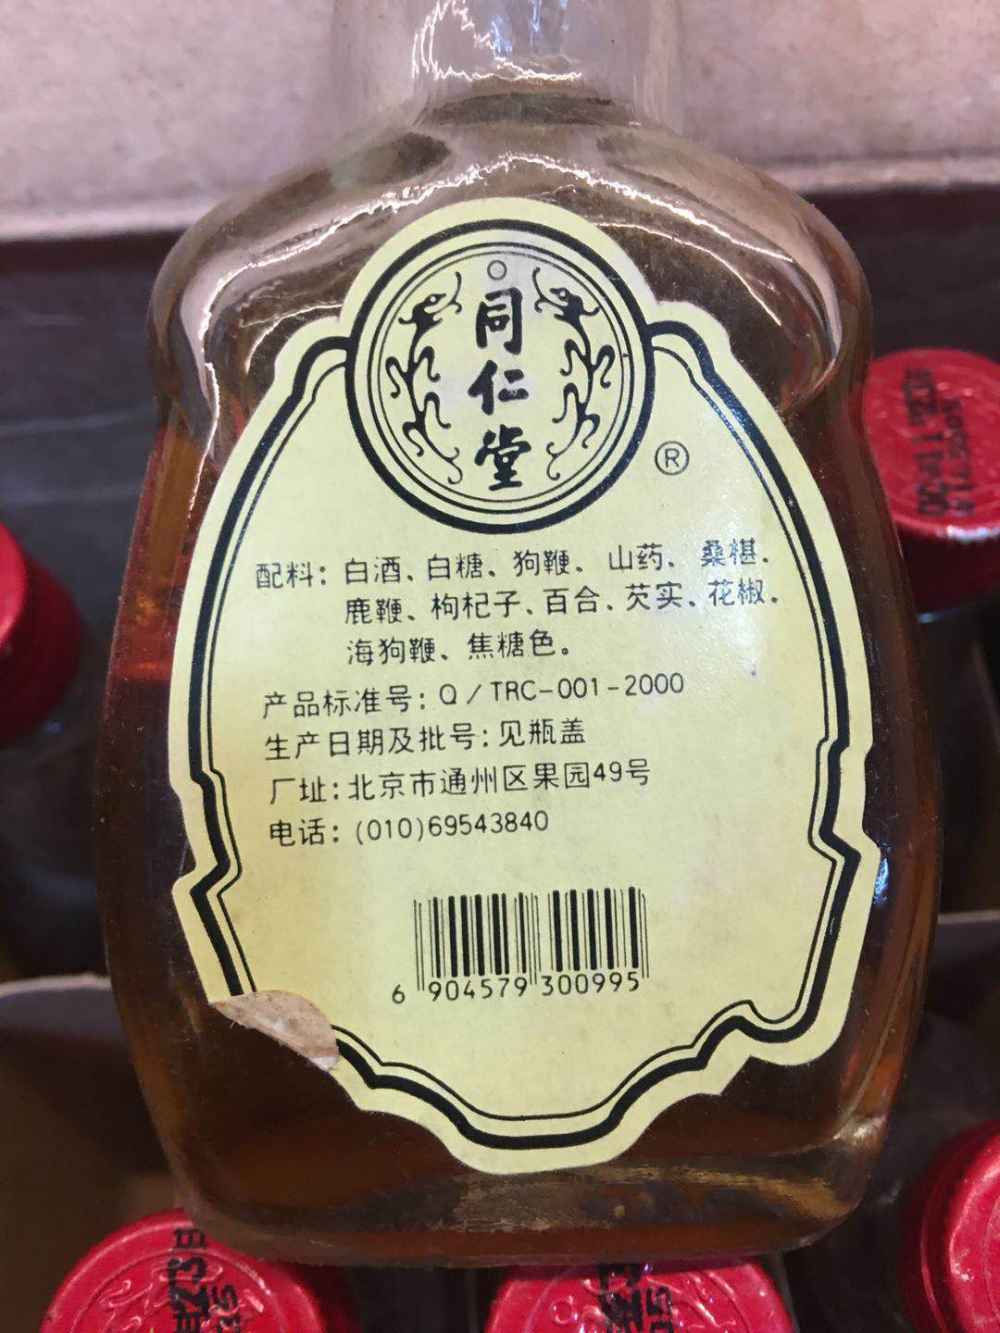 同仁堂
®
配料：白酒、白糖、狗鞭、山药、桑椹、
鹿鞭、枸杞子、百合、芡实、花椒、
海狗鞭、焦糖色。
产品标准号：Q／TRC-001-2000
生产日期及批号：见瓶盖
厂址：北京市通州区果园49号
电话：(010)69543840
6 904579 300995